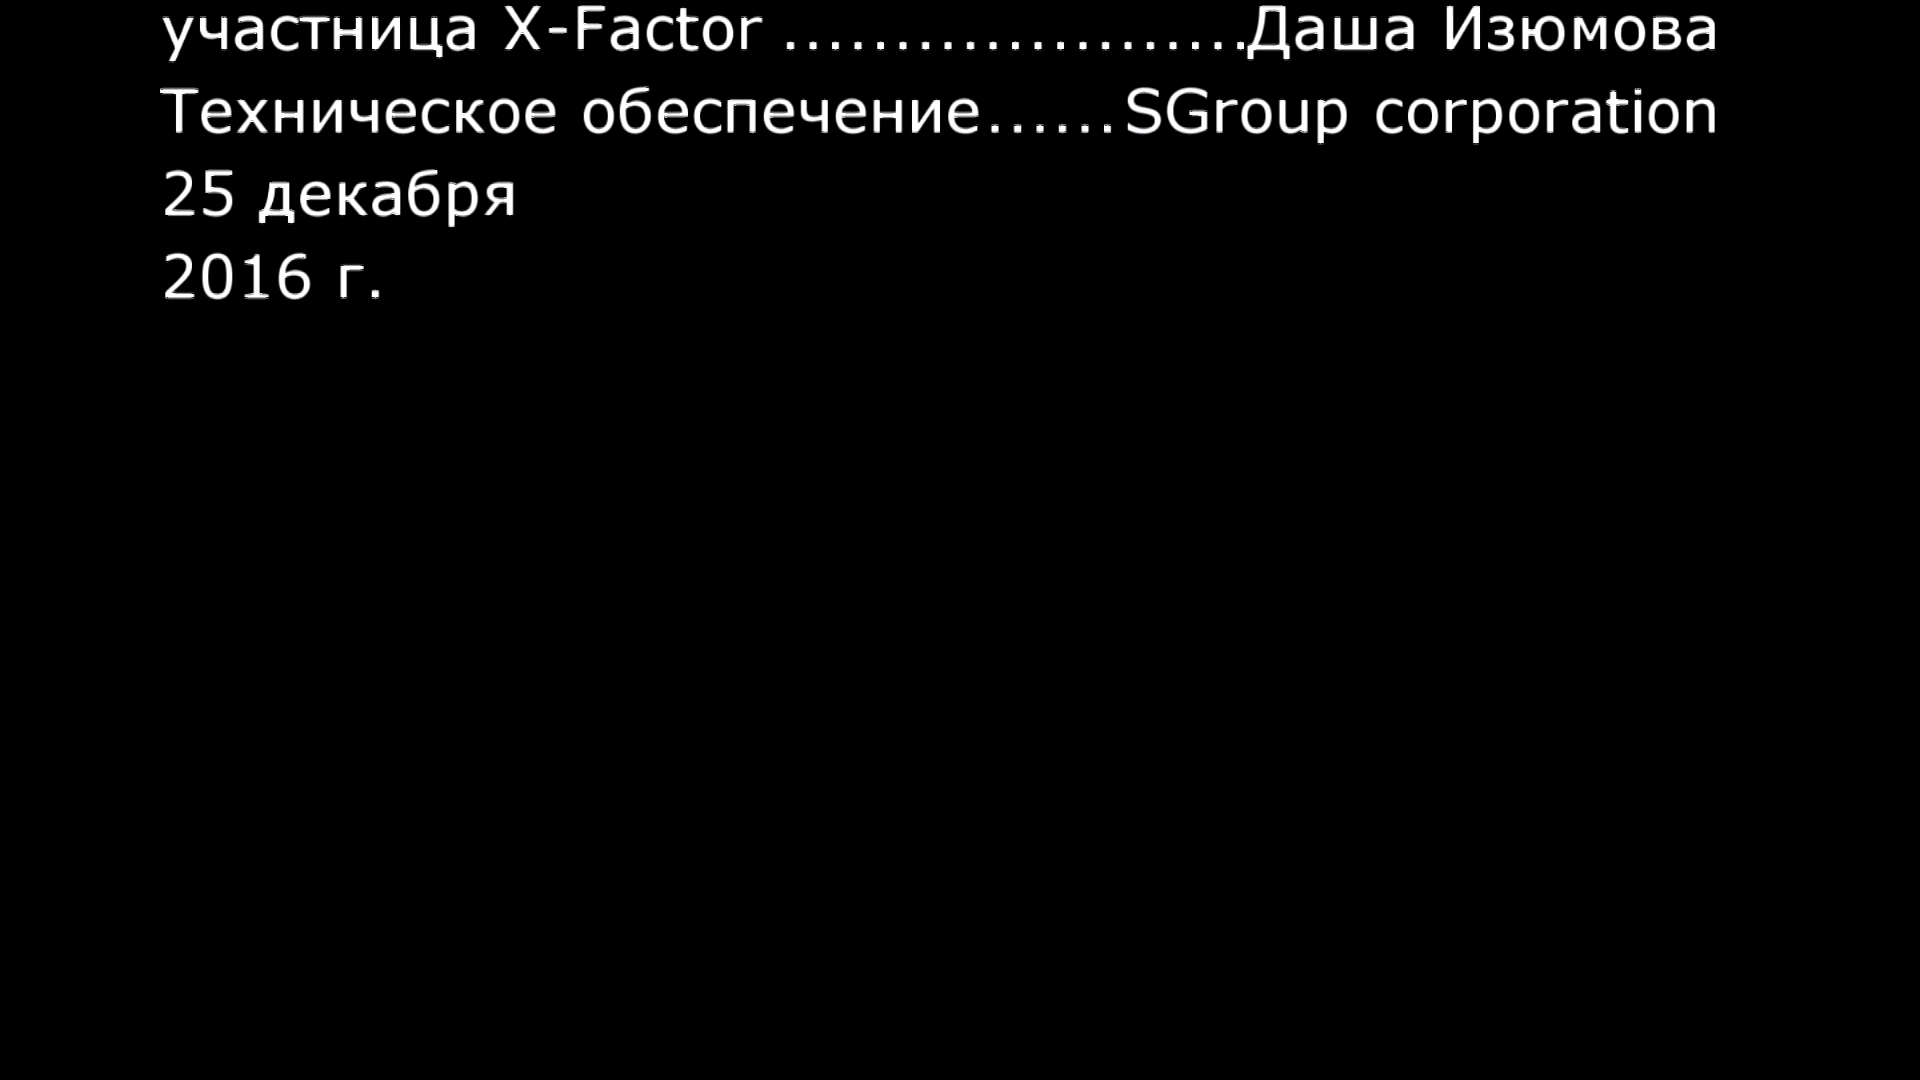 участница X-Factor .....................Даша Изюмова
Техническое обеспечение......SGroup corporation
25 декабря
2016 г.